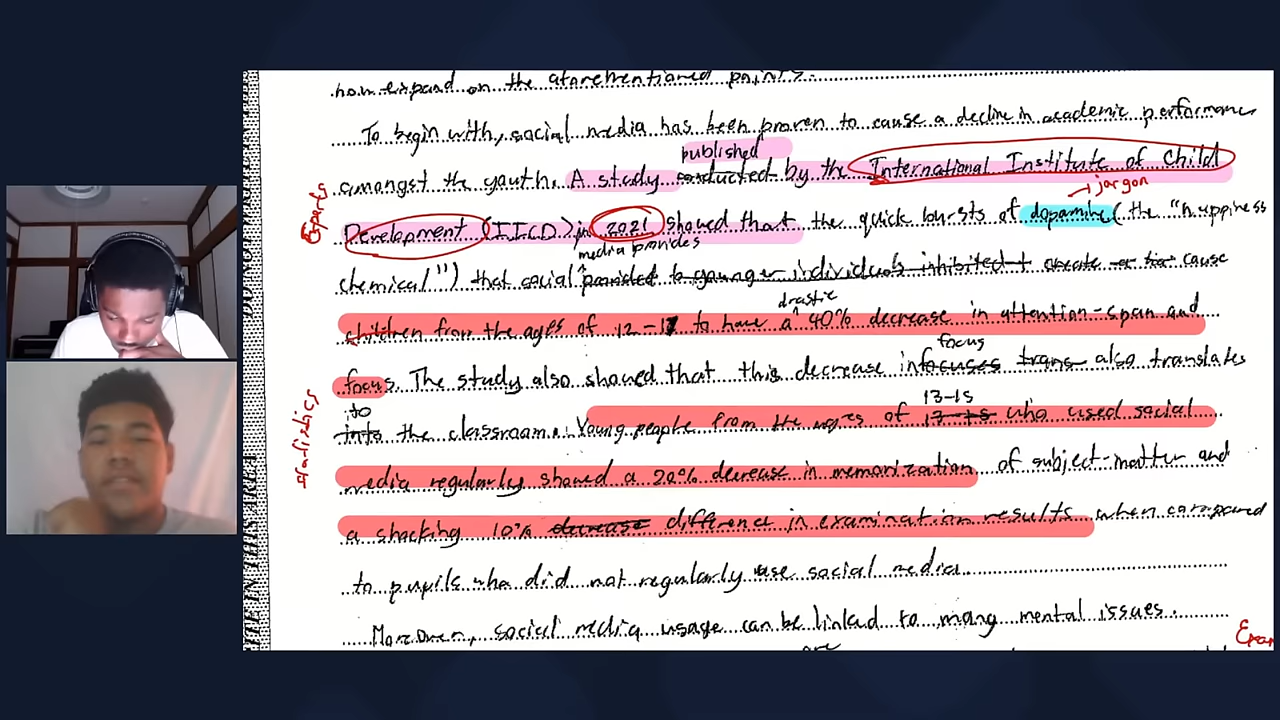 expand on the aforementioned points.
To begin with, social media has been proven to cause a decline in academic performance
published
amongst the youth. A study conducted by the International Institute of Child
jargon
Experts
Development (IICD) in 2021 showed that the quick bursts of dopamine (the "happiness
media provides
chemical") that social provided to younger individuals inhibited t create or for cause
drastic
children from the ages of 12-17 to have a 40% decrease in attention-span and
focus
focus. The study also showed that this decrease in focuses trans also translates
to
13-15
into the classroom. Young people from the ages of 13-15 who used social
statistics
media regularly showed a 20% decrease in memorization of subject-matter and
a shocking 10% decrease difference in examination results when compared
to pupils who did not regularly use social media.
Moreover, social media usage can be linked to many mental issues.
are